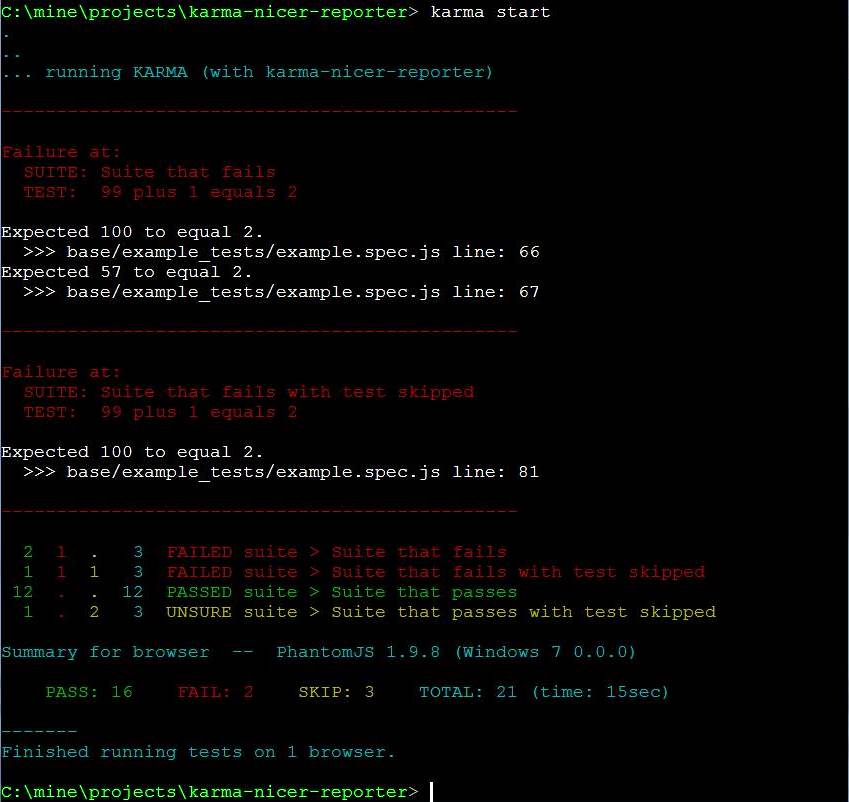 C:\mine\projects\karma-nicer-reporter> karma start
.
..
... running KARMA (with karma-nicer-reporter)
-----------------------------------------------
Failure at:
  SUITE: Suite that fails
  TEST:  99 plus 1 equals 2
Expected 100 to equal 2.
  >>> base/example_tests/example.spec.js line: 66
Expected 57 to equal 2.
  >>> base/example_tests/example.spec.js line: 67
-----------------------------------------------
Failure at:
  SUITE: Suite that fails with test skipped
  TEST:  99 plus 1 equals 2
Expected 100 to equal 2.
  >>> base/example_tests/example.spec.js line: 81
-----------------------------------------------
  2  1  .   3  FAILED suite > Suite that fails
  1  1  1   3  FAILED suite > Suite that fails with test skipped
 12  .  .  12  PASSED suite > Suite that passes
  1  .  2   3  UNSURE suite > Suite that passes with test skipped
Summary for browser  --  PhantomJS 1.9.8 (Windows 7 0.0.0)
    PASS: 16    FAIL: 2    SKIP: 3    TOTAL: 21 (time: 15sec)
-------
Finished running tests on 1 browser.
C:\mine\projects\karma-nicer-reporter>